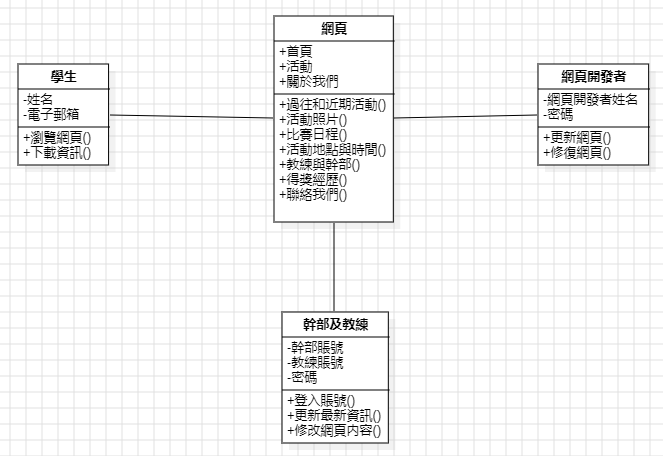 網頁
+首頁
+活動
+關於我們
+過往和近期活動()
+活動照片()
+比賽日程()
+活動地點與時間()
+教練與幹部()
+得獎經歷()
+聯絡我們()
學生
-姓名
-電子郵箱
+瀏覽網頁()
+下載資訊()
網頁開發者
-網頁開發者姓名
-密碼
+更新網頁()
+修復網頁()
幹部及教練
-幹部賬號
-教練賬號
-密碼
+登入賬號()
+更新最新資訊()
+修改網頁内容()